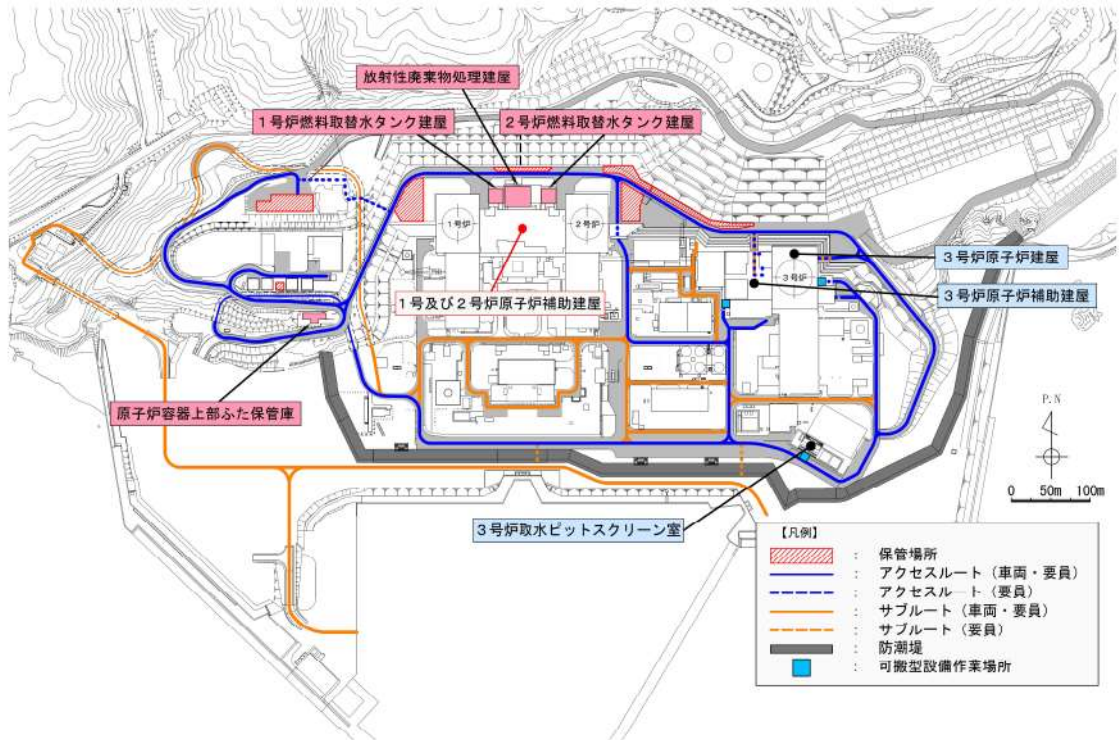 放射性廃棄物処理建屋
1号炉燃料取替水タンク建屋
2号炉燃料取替水タンク建屋
1号炉
2号炉
3号炉
3号炉原子炉建屋
3号炉原子炉補助建屋
1号及び2号炉原子炉補助建屋
原子炉容器上部ふた保管庫
P.N
0 50m 100m
3号炉取水ピットスクリーン室
【凡例】
: 保管場所
: アクセスルート(車両・要員)
: アクセスルート(要員)
: サブルート(車両・要員)
: サブルート(要員)
: 防潮堤
: 可搬型設備作業場所